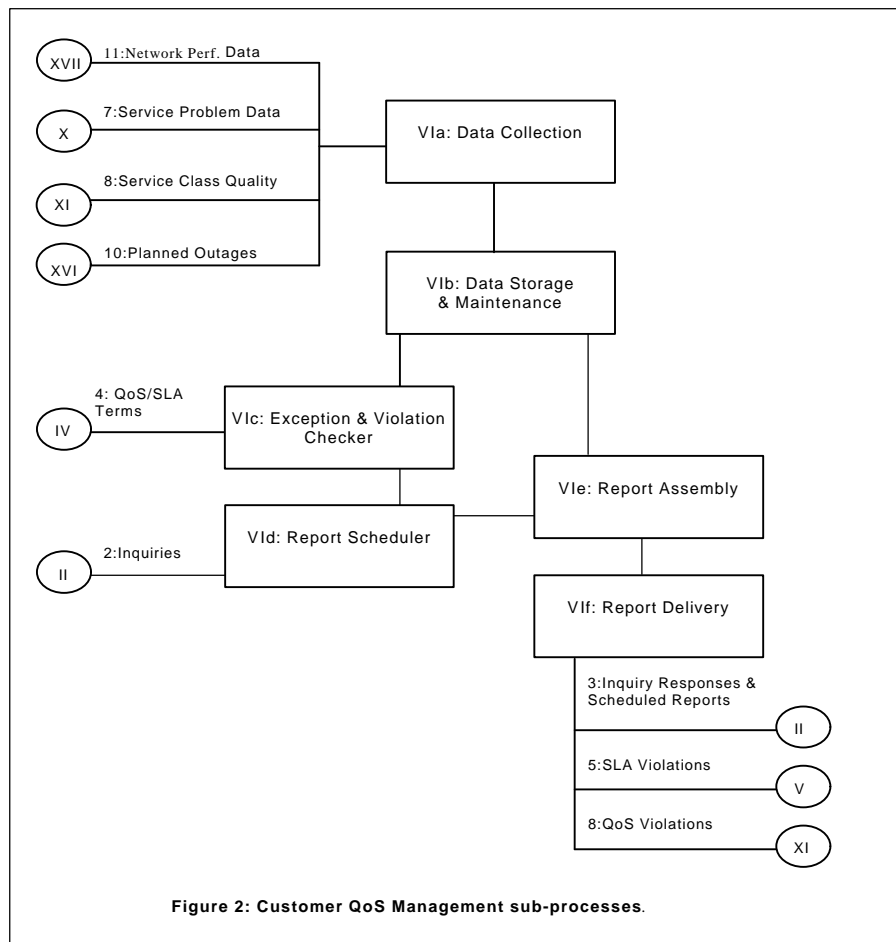 11:Network Perf. Data
XVII
7:Service Problem Data
X
VIa: Data Collection
8:Service Class Quality
XI
10:Planned Outages
XVI
VIb: Data Storage
& Maintenance
4: QoS/SLA
Terms
IV
VIc: Exception & Violation
Checker
VIe: Report Assembly
VId: Report Scheduler
2:Inquiries
II
VIf: Report Delivery
3:Inquiry Responses &
Scheduled Reports
II
5:SLA Violations
V
8:QoS Violations
XI
Figure 2: Customer QoS Management sub-processes.